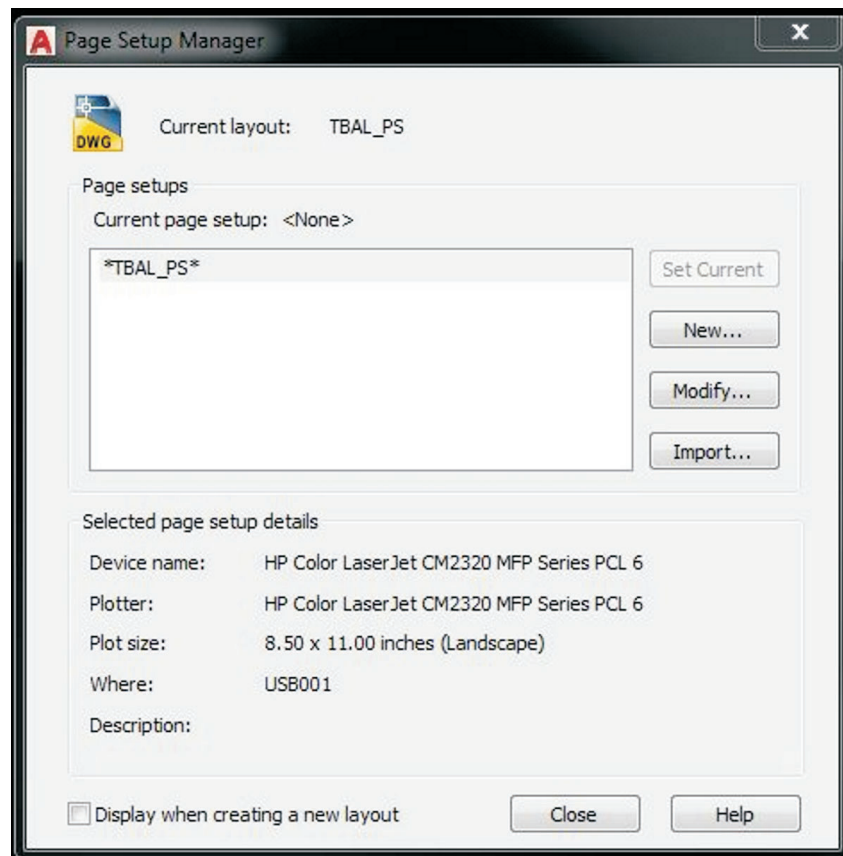 Page Setup Manager
DWG
Current layout: TBAL_PS
Page setups
Current page setup: <None>
*TBAL_PS*
Set Current
New...
Modify...
Import...
Selected page setup details
Device name: HP Color LaserJet CM2320 MFP Series PCL 6
Plotter: HP Color LaserJet CM2320 MFP Series PCL 6
Plot size: 8.50 x 11.00 inches (Landscape)
Where: USB001
Description:
Display when creating a new layout
Close
Help